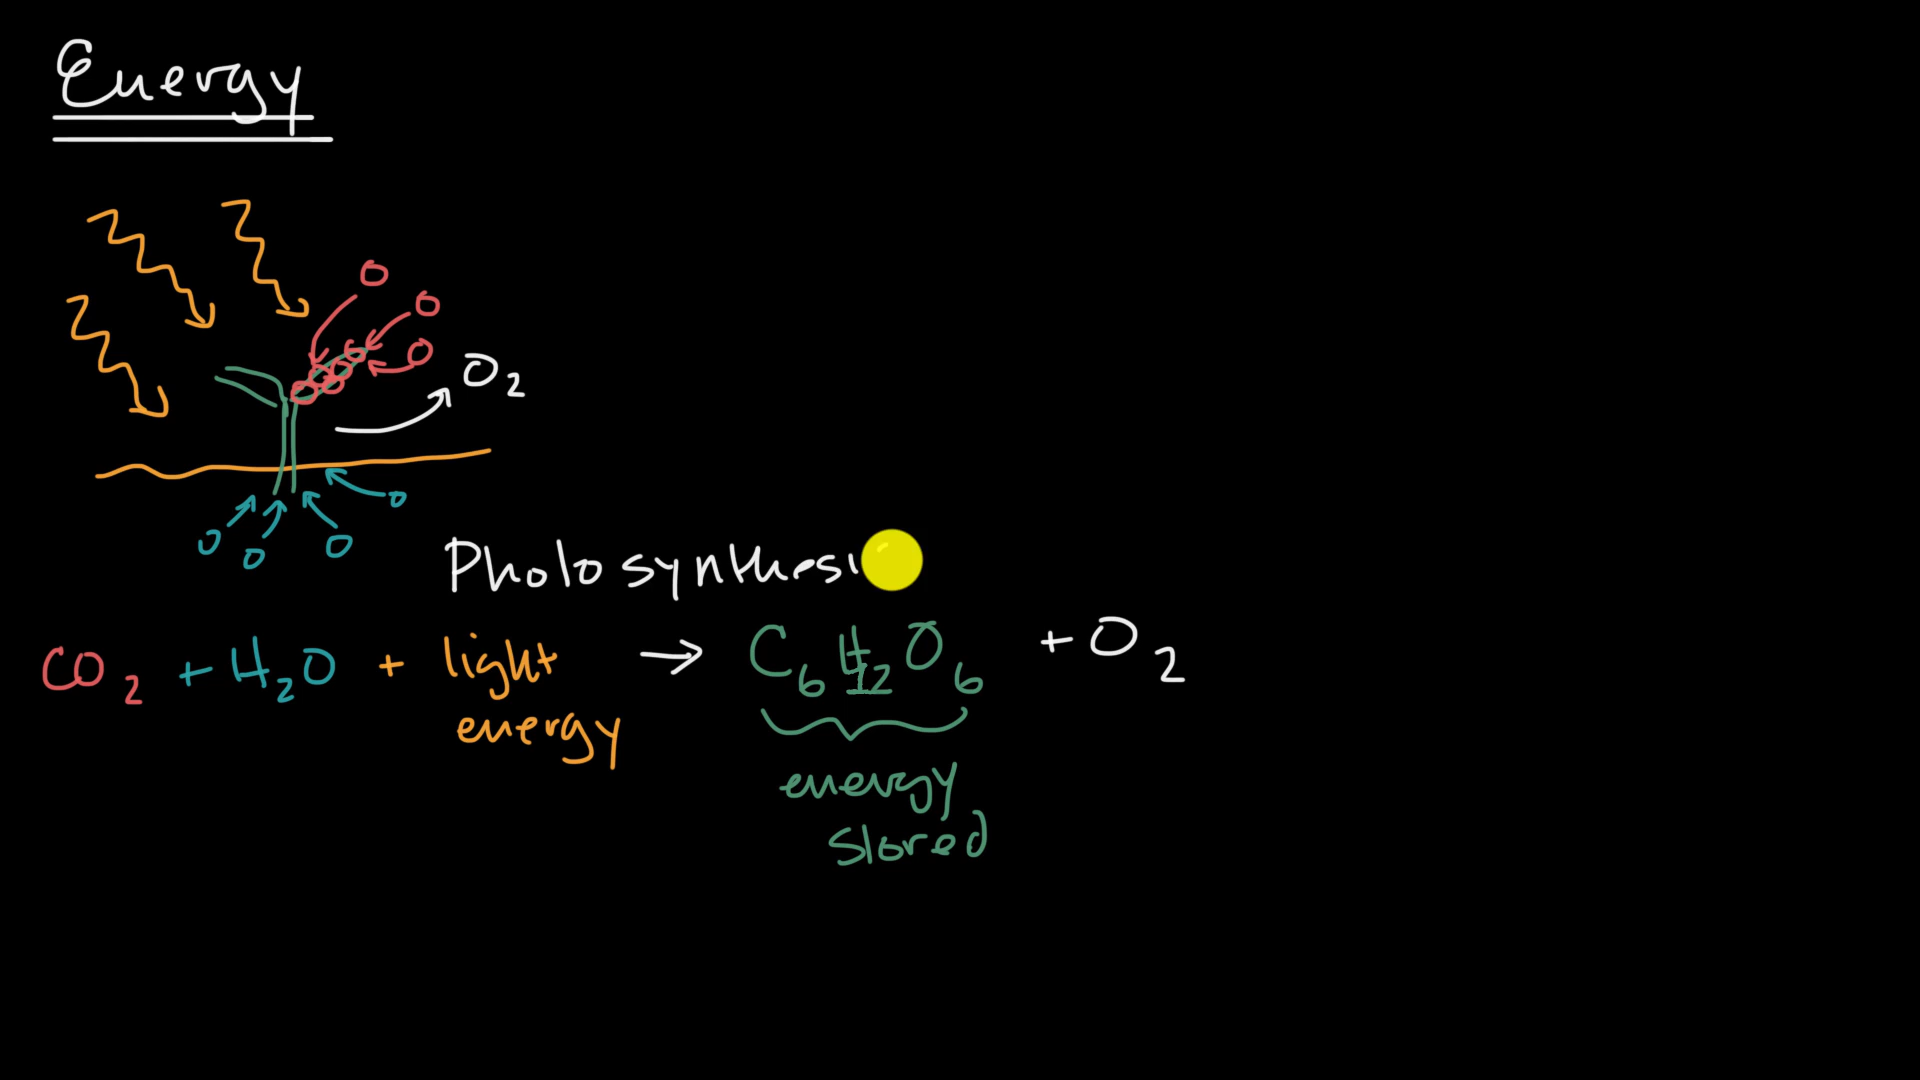 Energy
O
O
O
O₂
O
O
O
O
Photosynthesi
CO₂ + H₂O + light energy → C₆H₁₂O₆ + O₂
energy
stored